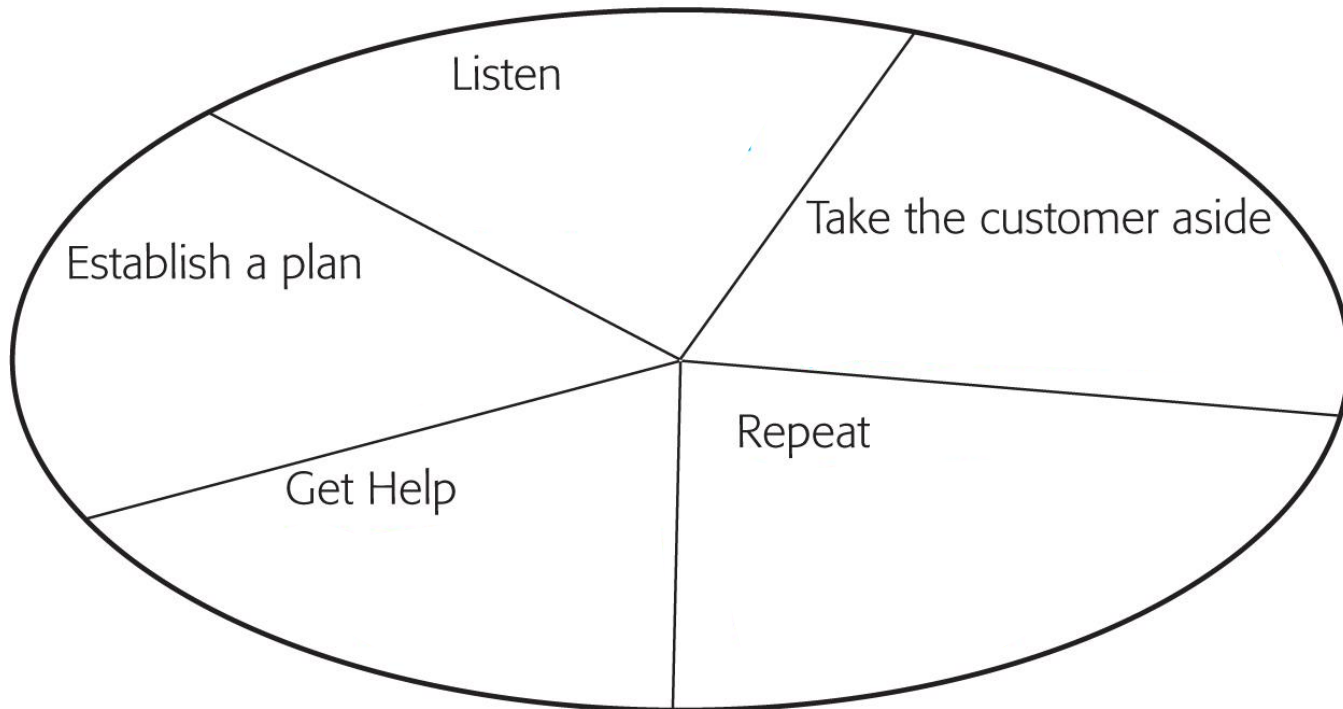 Listen
Take the customer aside
Establish a plan
Repeat
Get Help